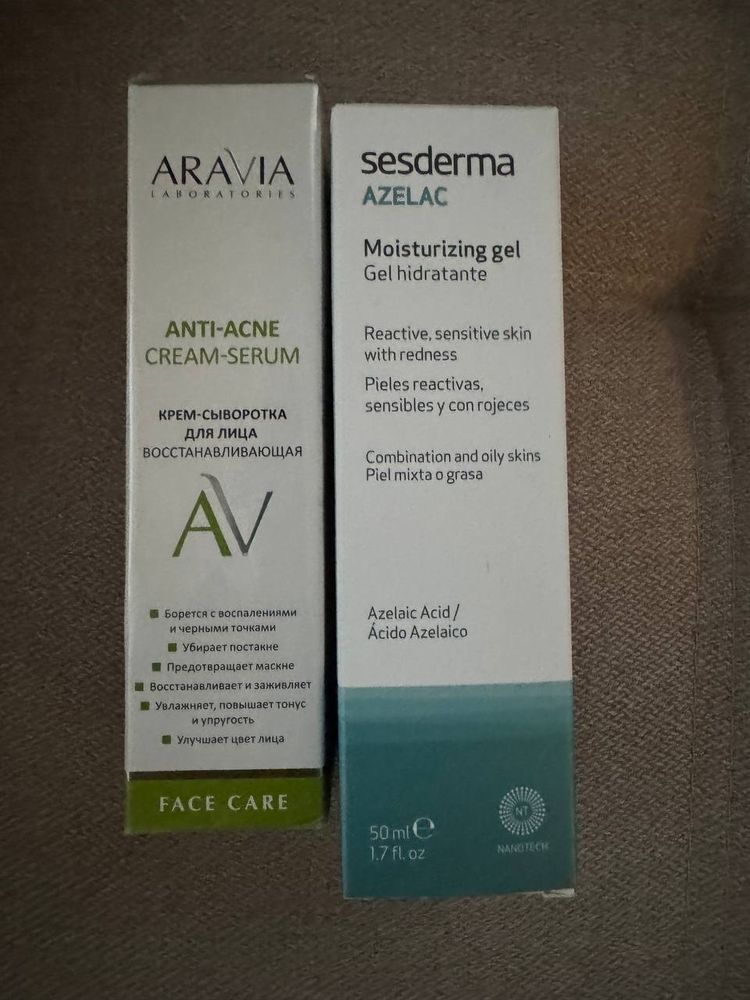 ARAVIA
LABORATORIES
ANTI-ACNE
CREAM-SERUM
КРЕМ-СЫВОРОТКА
ДЛЯ ЛИЦА
ВОССТАНАВЛИВАЮЩАЯ
AV
Борется с воспалениями
и черными точками
Убирает постакне
Предотвращает маскне
Восстанавливает и заживляет
Увлажняет, повышает тонус
и упругость
Улучшает цвет лица
FACE CARE
sesderma
AZELAC
Moisturizing gel
Gel hidratante
Reactive, sensitive skin
with redness
Pieles reactivas,
sensibles y con rojeces
Combination and oily skins
Piel mixta o grasa
Azelaic Acid /
Ácido Azelaico
50 ml ℮
1.7 fl. oz
NT
NANOTECH